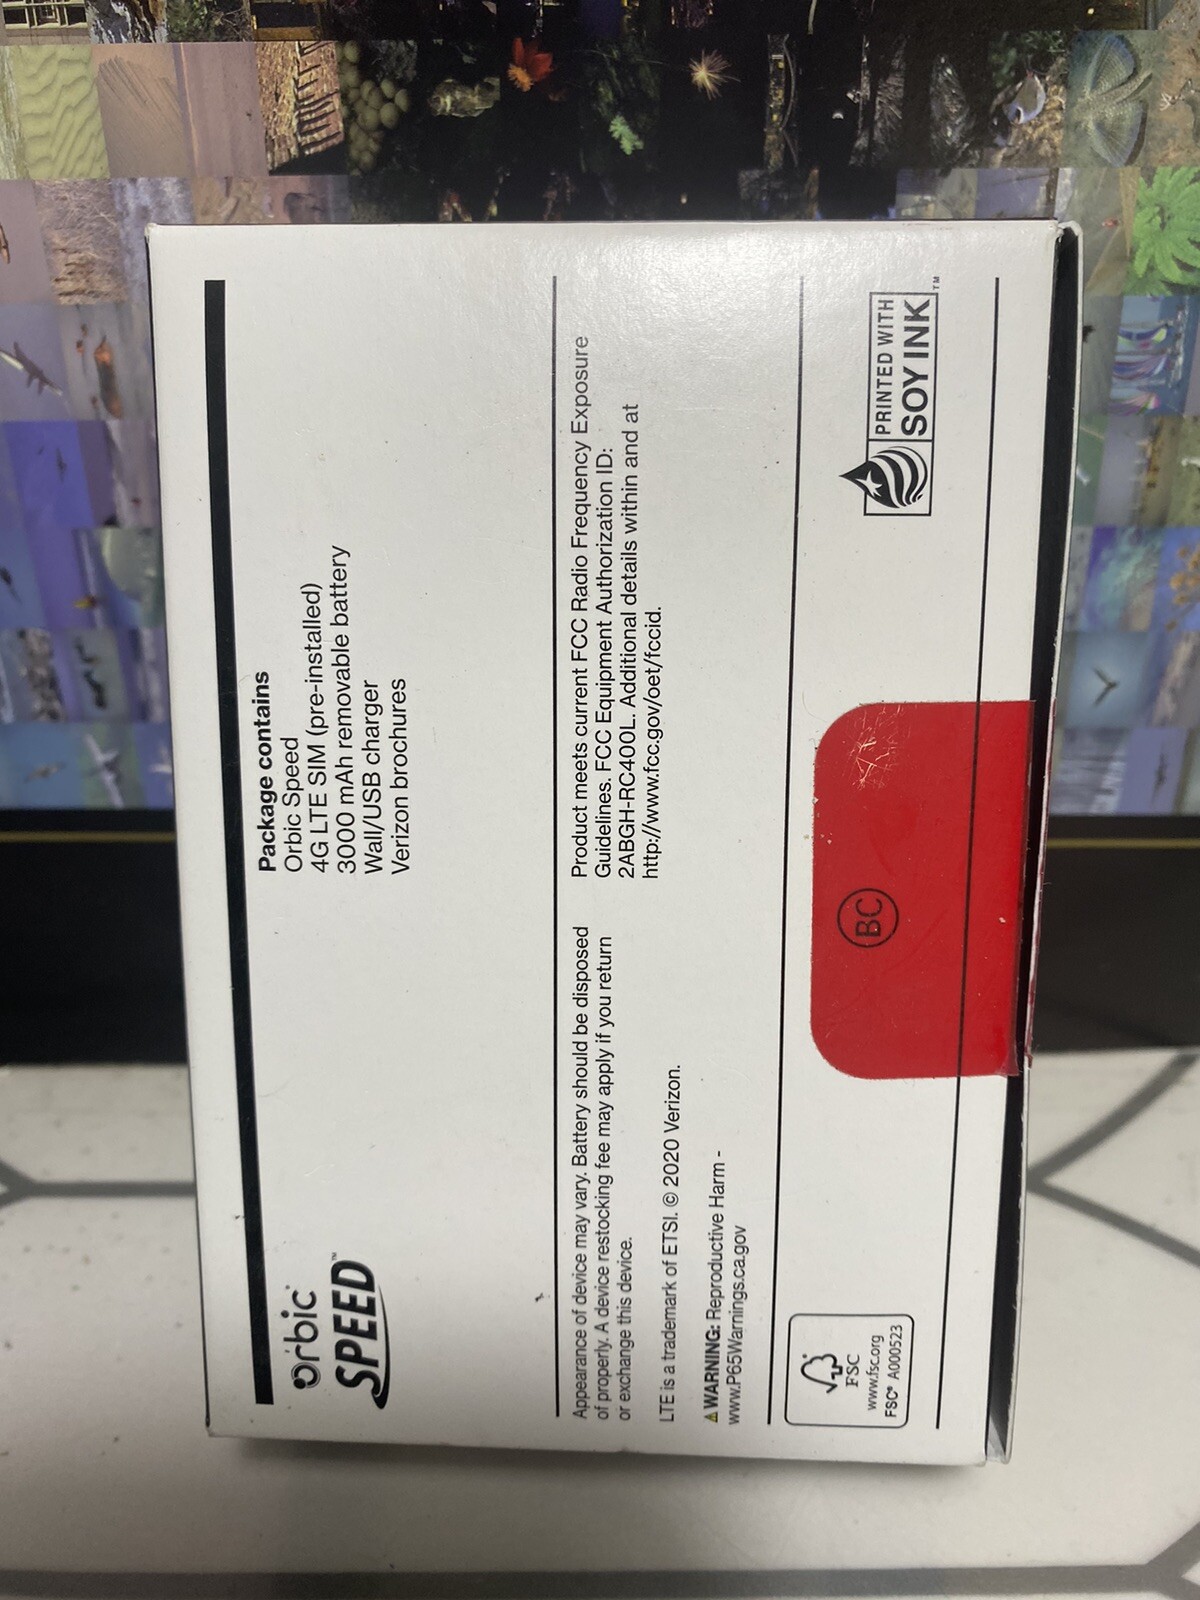 orbic
SPEED™
Package contains
Orbic Speed
4G LTE SIM (pre-installed)
3000 mAh removable battery
Wall/USB charger
Verizon brochures
Appearance of device may vary. Battery should be disposed
of properly. A device restocking fee may apply if you return
or exchange this device.
LTE is a trademark of ETSI. © 2020 Verizon.
⚠ WARNING: Reproductive Harm -
www.P65Warnings.ca.gov
Product meets current FCC Radio Frequency Exposure
Guidelines. FCC Equipment Authorization ID:
2ABGH-RC400L. Additional details within and at
http://www.fcc.gov/oet/fccid.
FSC
www.fsc.org
FSC® A000523
BC
PRINTED WITH
SOY INK™